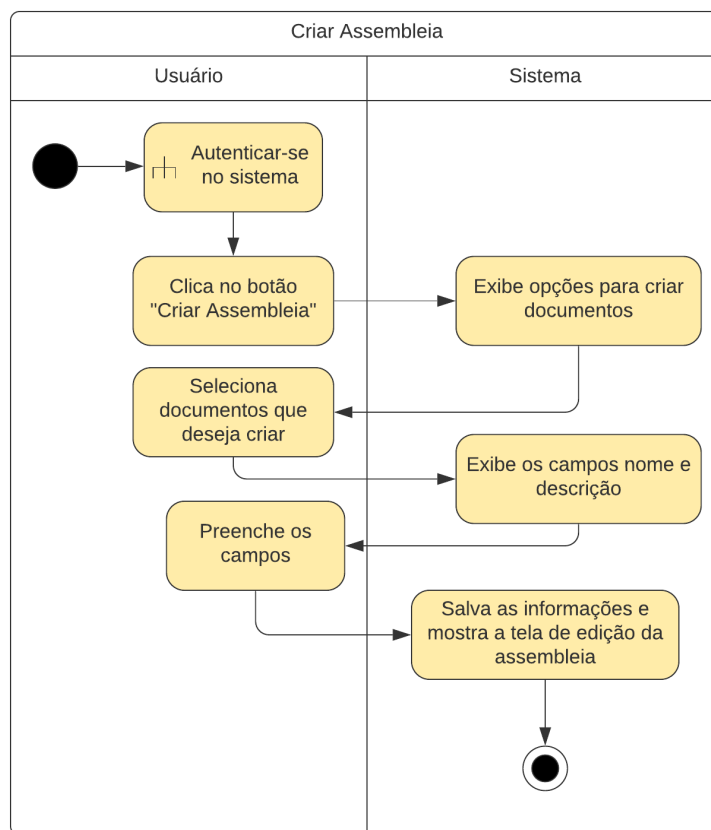 Criar Assembleia
Usuário
Sistema
Autenticar-se
no sistema
Clica no botão
"Criar Assembleia"
Exibe opções para criar
documentos
Seleciona
documentos que
deseja criar
Exibe os campos nome e
descrição
Preenche os
campos
Salva as informações e
mostra a tela de edição da
assembleia